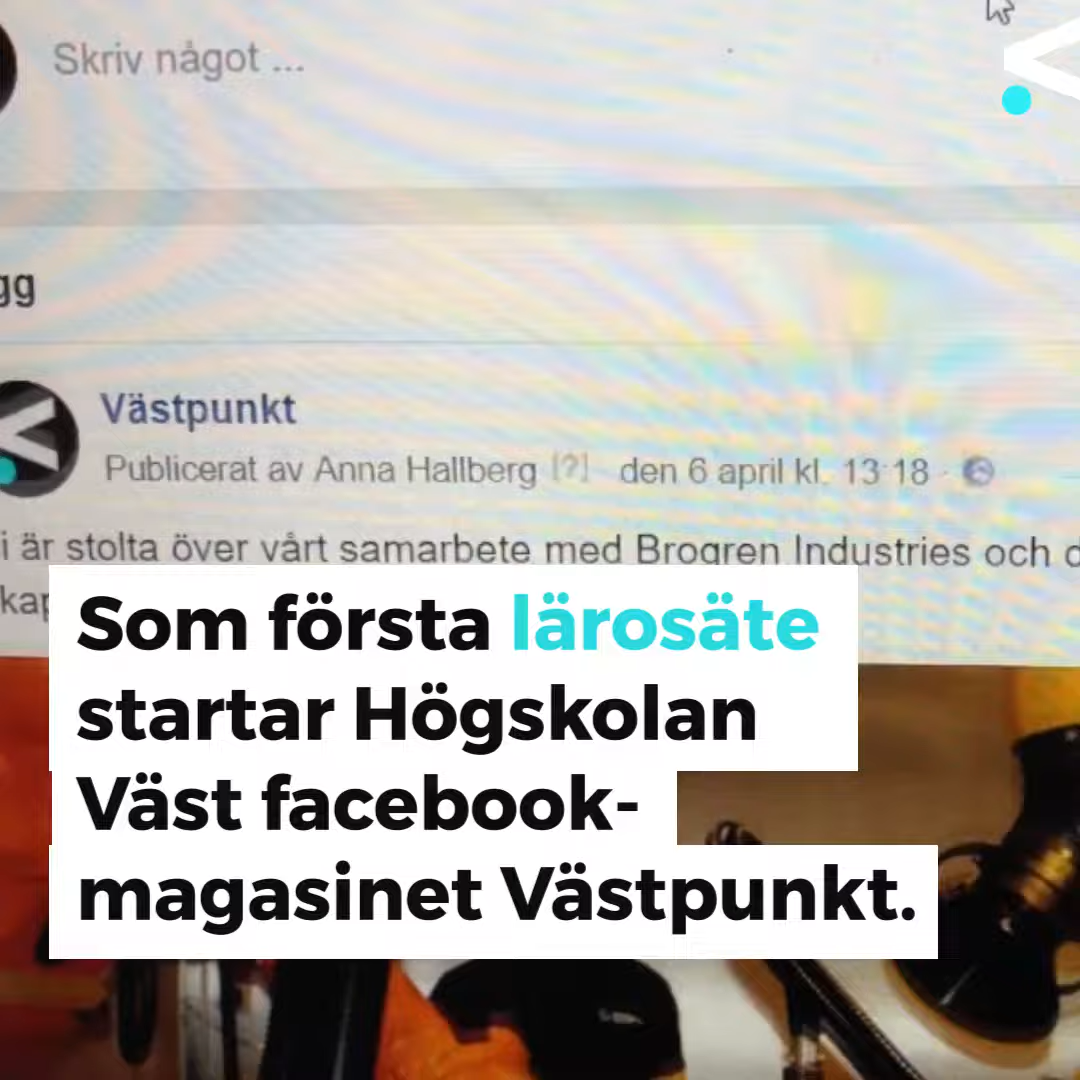 Skriv något ...
gg
Västpunkt
Publicerat av Anna Hallberg [?] den 6 april kl. 13:18 ·
i är stolta över vårt samarbete med Brogren Industries och d
kap
Som första lärosäte
startar Högskolan
Väst facebook-
magasinet Västpunkt.